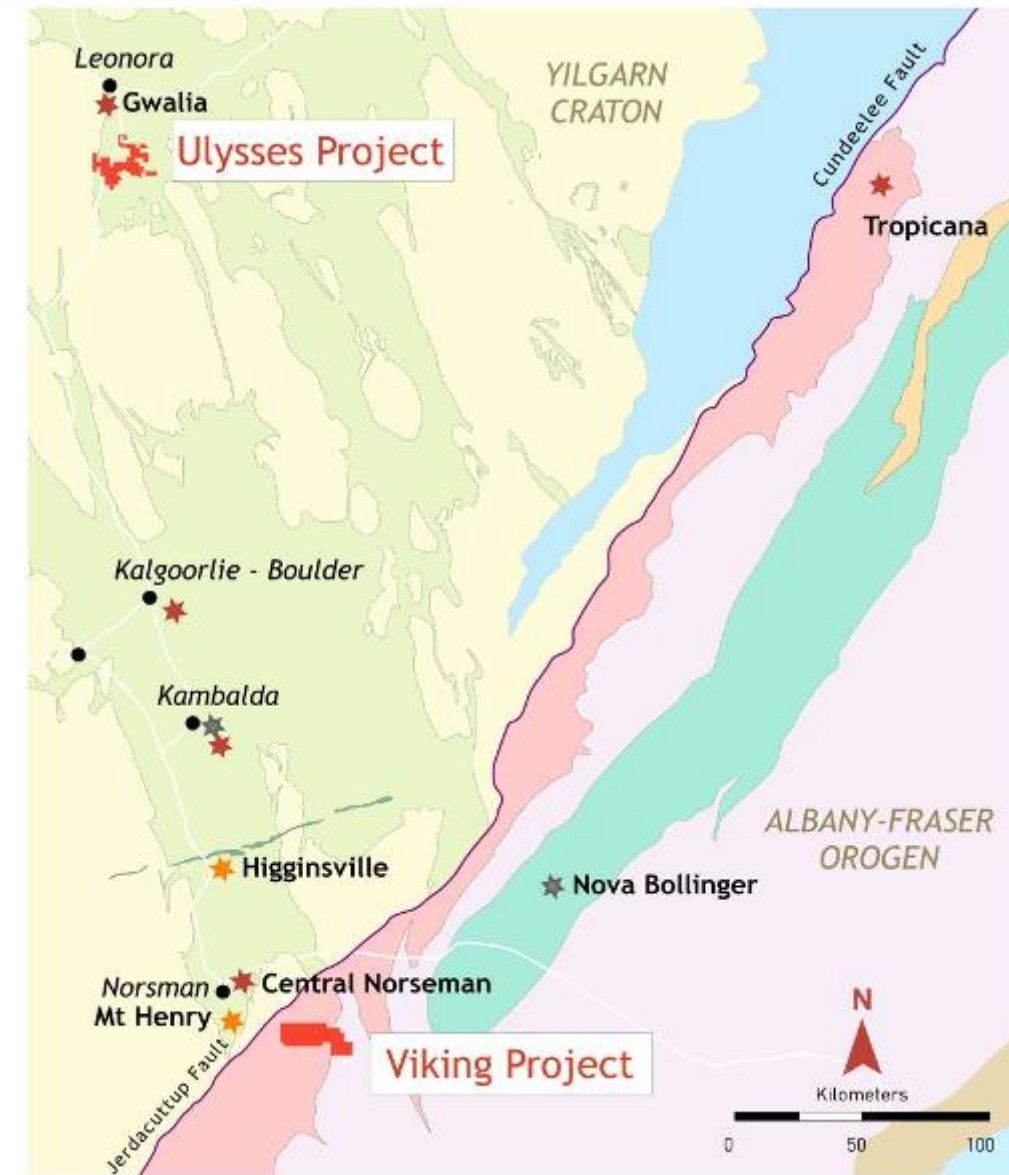 Leonora
Gwalia
Ulysses Project
YILGARN
CRATON
Cundeelee Fault
Tropicana
Kalgoorlie - Boulder
Kambalda
ALBANY-FRASER
OROGEN
Higginsville
Nova Bollinger
Norsman
Central Norseman
Mt Henry
Jerdacuttup Fault
Viking Project
N
Kilometers
0 50 100